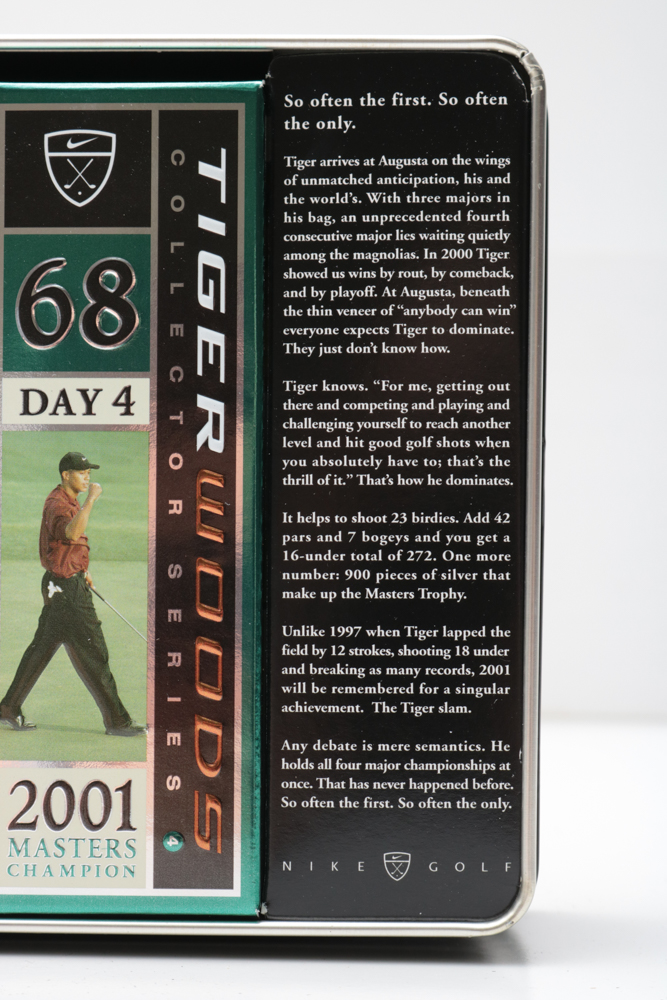 68
DAY 4
2001
MASTERS
CHAMPION
COLLECTOR SERIES
TIGER WOODS
4
So often the first. So often
the only.
Tiger arrives at Augusta on the wings
of unmatched anticipation, his and
the world's. With three majors in
his bag, an unprecedented fourth
consecutive major lies waiting quietly
among the magnolias. In 2000 Tiger
showed us wins by rout, by comeback,
and by playoff. At Augusta, beneath
the thin veneer of “anybody can win”
everyone expects Tiger to dominate.
They just don't know how.
Tiger knows. “For me, getting out
there and competing and playing and
challenging yourself to reach another
level and hit good golf shots when
you absolutely have to; that's the
thrill of it.” That's how he dominates.
It helps to shoot 23 birdies. Add 42
pars and 7 bogeys and you get a
16-under total of 272. One more
number: 900 pieces of silver that
make up the Masters Trophy.
Unlike 1997 when Tiger lapped the
field by 12 strokes, shooting 18 under
and breaking as many records, 2001
will be remembered for a singular
achievement. The Tiger slam.
Any debate is mere semantics. He
holds all four major championships at
once. That has never happened before.
So often the first. So often the only.
NIKE GOLF